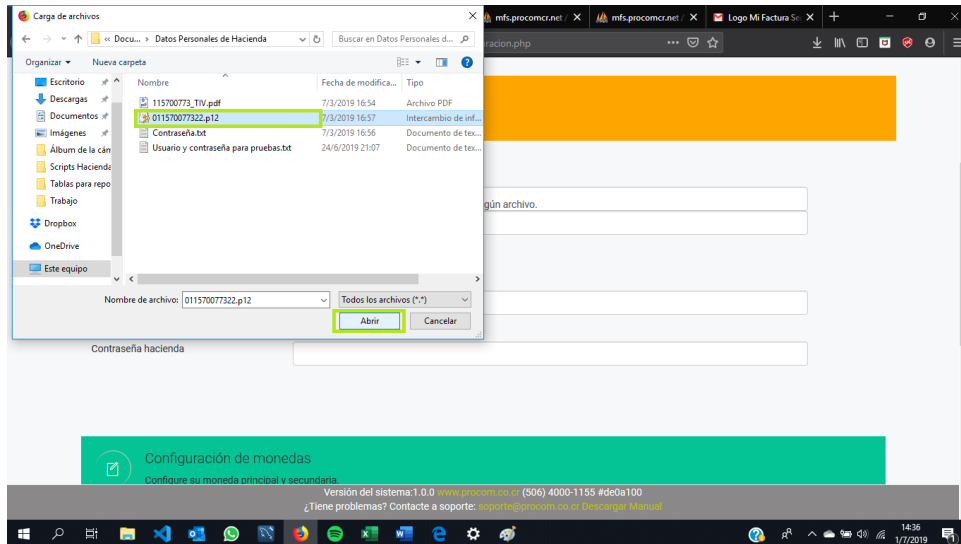 Carga de archivos
mfs.procomcr.net /
mfs.procomcr.net /
Logo Mi Factura Se
« Docu... › Datos Personales de Hacienda
Buscar en Datos Personales d...
racion.php
Organizar
Nueva carpeta
Escritorio
Descargas
Documentos
Imágenes
Álbum de la cám
Scripts Hacienda
Tablas para repo
Trabajo
Dropbox
OneDrive
Este equipo
Nombre
Fecha de modifica...
Tipo
115700773_TIV.pdf
7/3/2019 16:54
Archivo PDF
011570077322.p12
7/3/2019 16:57
Intercambio de inf...
Contraseña.txt
7/3/2019 16:56
Documento de tex...
Usuario y contraseña para pruebas.txt
24/6/2019 21:07
Documento de tex...
gún archivo.
Nombre de archivo:
011570077322.p12
Todos los archivos (*.*)
Abrir
Cancelar
Contraseña hacienda
Configuración de monedas
Configure su moneda principal y secundaria.
Versión del sistema:1.0.0 www.procom.co.cr (506) 4000-1155 #de0a100
¿Tiene problemas? Contacte a soporte: soporte@procom.co.cr Descargar Manual
14:36
1/7/2019